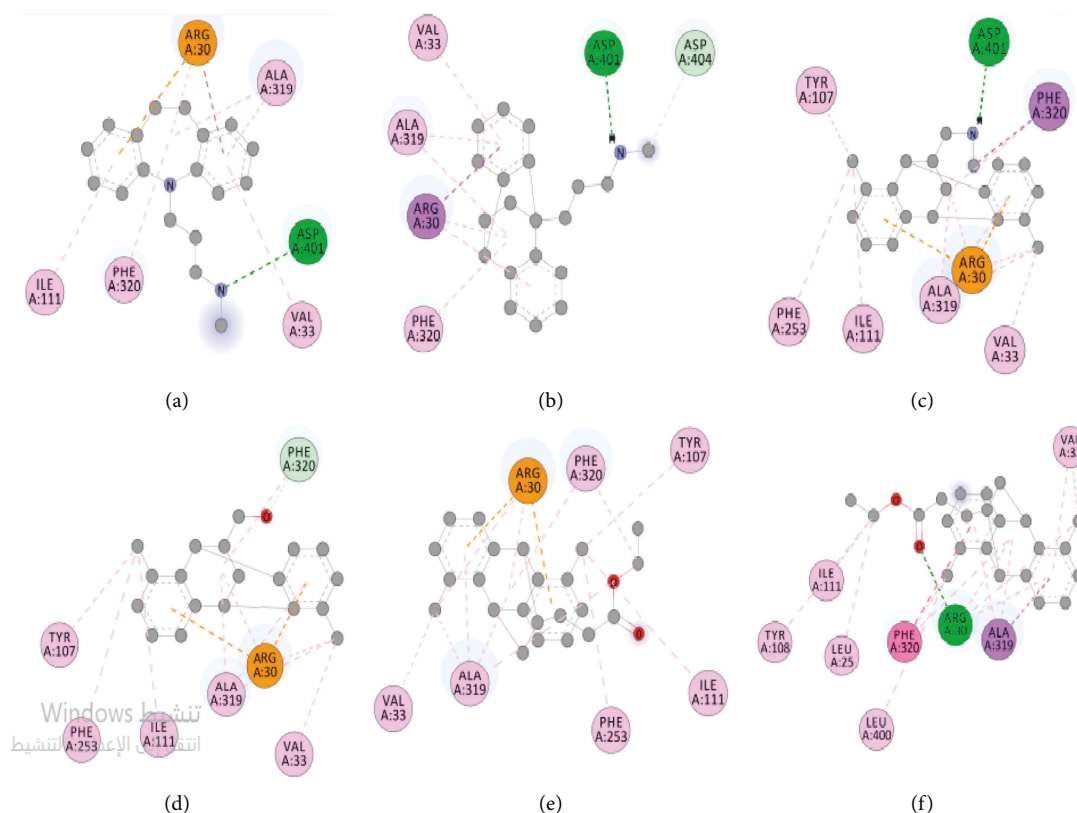 ARG
A:30
ALA
A:319
ASP
A:401
N
N
ILE
A:111
PHE
A:320
VAL
A:33
(a)
VAL
A:33
ASP
A:401
ASP
A:404
ALA
A:319
N
ARG
A:30
PHE
A:320
(b)
ASP
A:401
TYR
A:107
PHE
A:320
N
ARG
A:30
ALA
A:319
PHE
A:253
ILE
A:111
VAL
A:33
(c)
PHE
A:320
O
TYR
A:107
ARG
A:30
ALA
A:319
PHE
A:253
ILE
A:111
VAL
A:33
تنشيط Windows
(d)
ARG
A:30
PHE
A:320
TYR
A:107
O
O
ALA
A:319
VAL
A:33
ILE
A:111
PHE
A:253
(e)
VAL
O
O
ILE
A:111
TYR
A:108
LEU
A:25
PHE
A:320
ARG
A:30
ALA
A:319
LEU
A:400
(f)